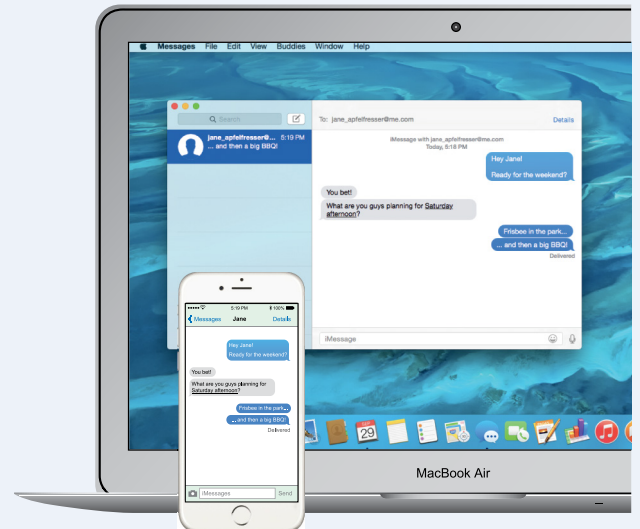 Messages File Edit View Buddies Window Help
Search
To: jane_apfelfresser@me.com
Details
jane_apfelfresser@... 5:19 PM
... and then a big BBQ!
iMessage with jane_apfelfresser@me.com
Today, 5:18 PM
Hey Jane!
Ready for the weekend?
You bet!
What are you guys planning for Saturday
afternoon?
Frisbee in the park...
... and then a big BBQ!
Delivered
iMessage
5:19 PM
100%
Messages
Jane
Details
Hey Jane!
Ready for the weekend?
You bet!
What are you guys planning for
Saturday afternoon?
Frisbee in the park...
...and then a big BBQ!
Delivered
iMessages
Send
29
MacBook Air